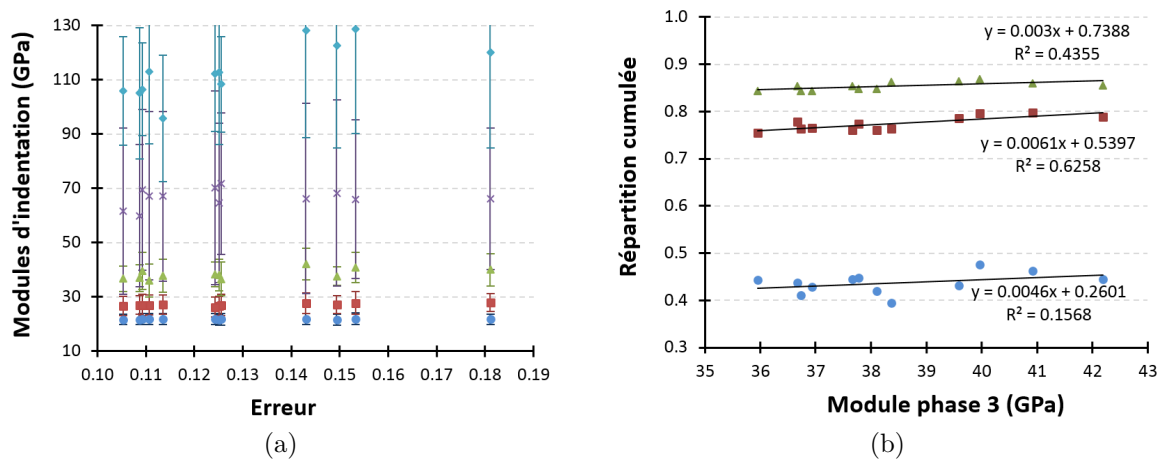 130
110
90
70
50
30
10
Modules d'indentation (GPa)
0.10 0.11 0.12 0.13 0.14 0.15 0.16 0.17 0.18 0.19
Erreur
(a)
1.0
0.9
0.8
0.7
0.6
0.5
0.4
0.3
Répartition cumulée
y = 0.003x + 0.7388
R² = 0.4355
y = 0.0061x + 0.5397
R² = 0.6258
y = 0.0046x + 0.2601
R² = 0.1568
35 36 37 38 39 40 41 42 43
Module phase 3 (GPa)
(b)